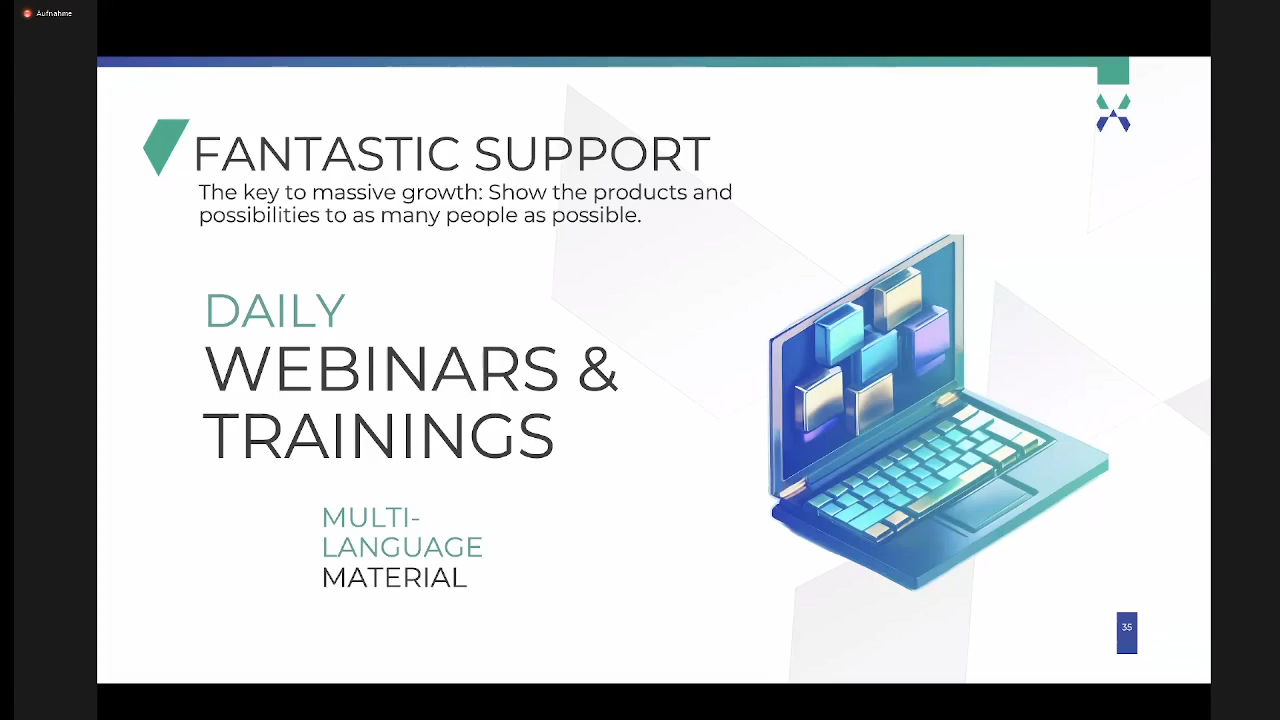 Aufnahme
FANTASTIC SUPPORT
The key to massive growth: Show the products and
possibilities to as many people as possible.
DAILY
WEBINARS &
TRAININGS
MULTI-
LANGUAGE
MATERIAL
35